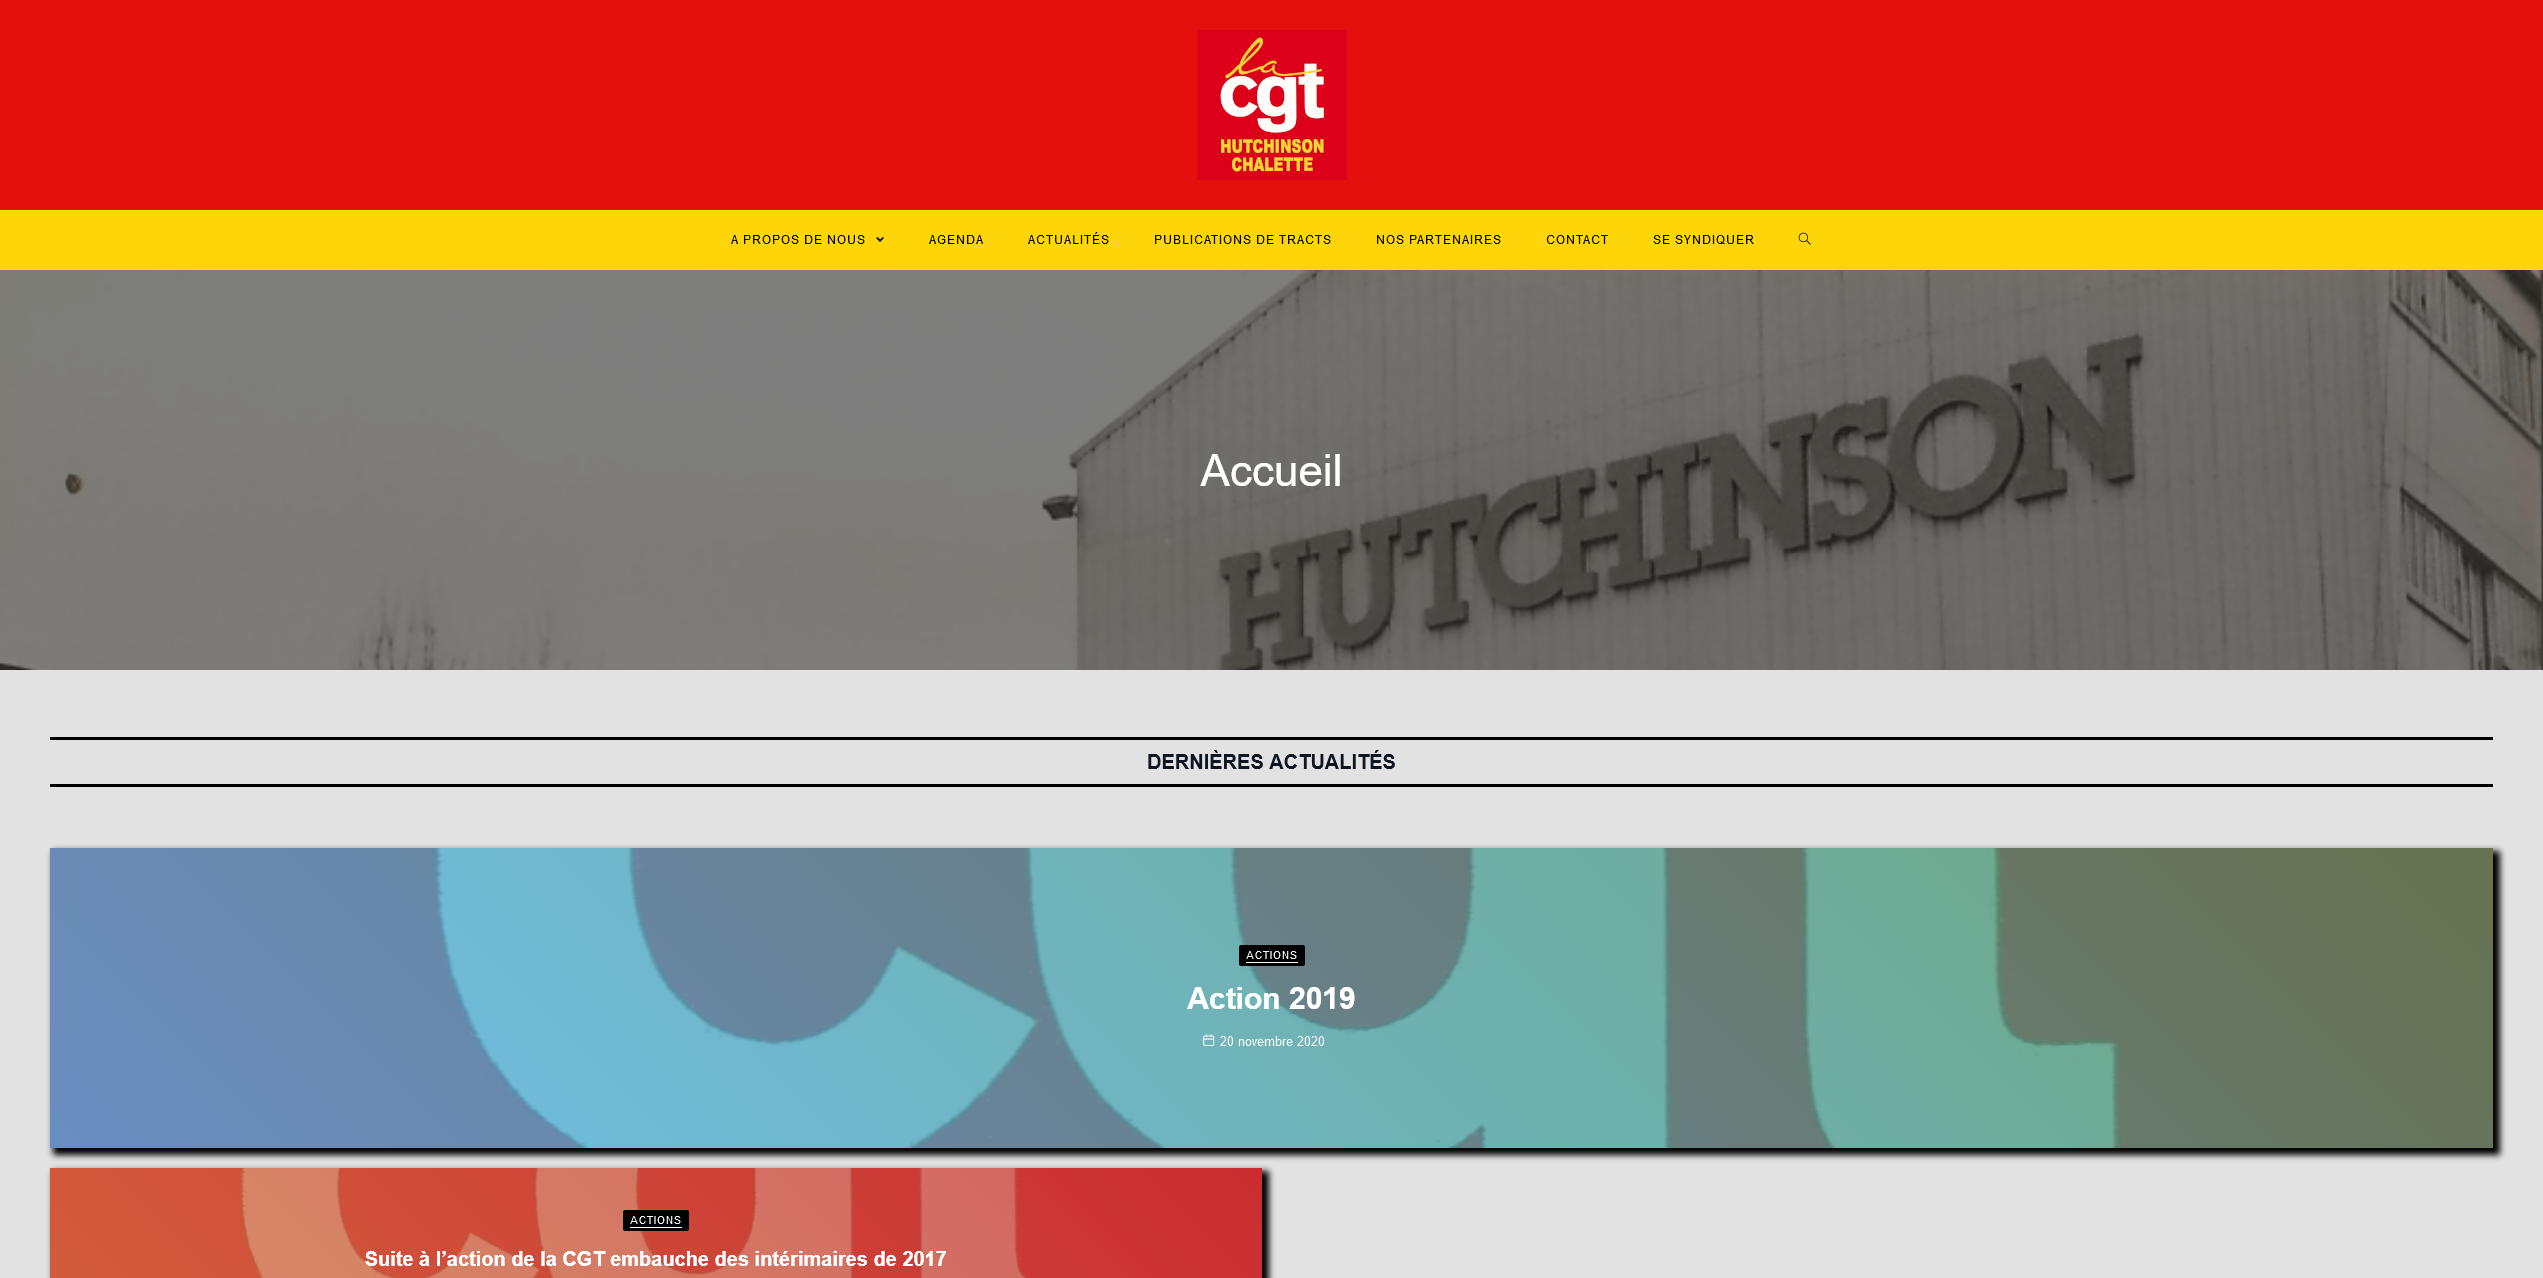 la
cgt
HUTCHINSON
CHALETTE
A PROPOS DE NOUS
AGENDA
ACTUALITÉS
PUBLICATIONS DE TRACTS
NOS PARTENAIRES
CONTACT
SE SYNDIQUER
Accueil
HUTCHINSON
DERNIÈRES ACTUALITÉS
cgt
ACTIONS
Action 2019
20 novembre 2020
cgt
ACTIONS
Suite à l’action de la CGT embauche des intérimaires de 2017